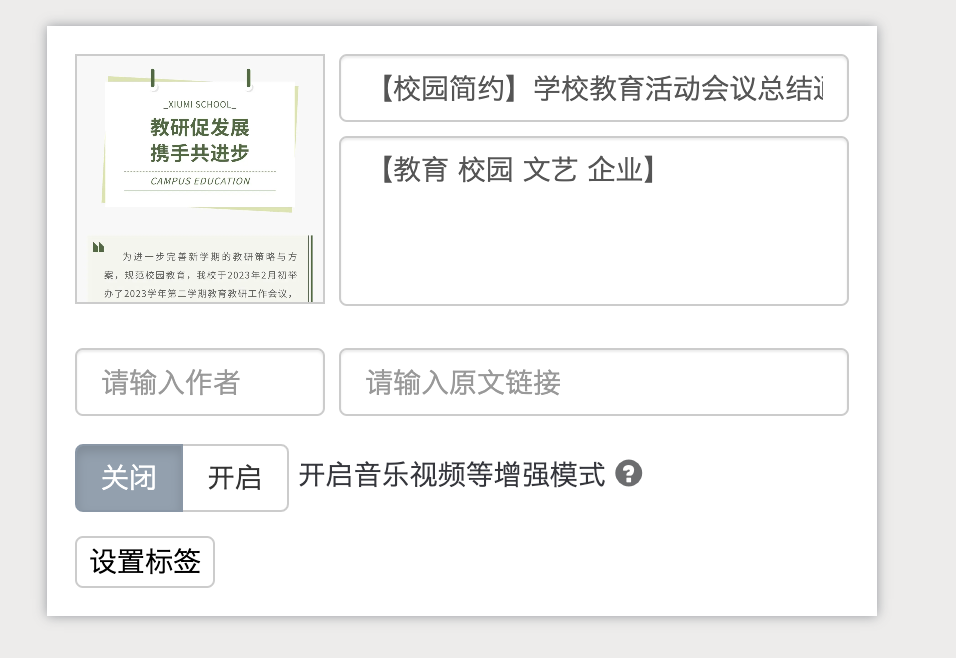 _XIUMI SCHOOL_
教研促发展
携手共进步
CAMPUS EDUCATION
为进一步完善新学期的教研策略与方
案，规范校园教育，我校于2023年2月初举
办了2023学年第二学期教育教研工作会议，
【校园简约】学校教育活动会议总结
【教育 校园 文艺 企业】
请输入作者
请输入原文链接
关闭
开启
开启音乐视频等增强模式 ?
设置标签